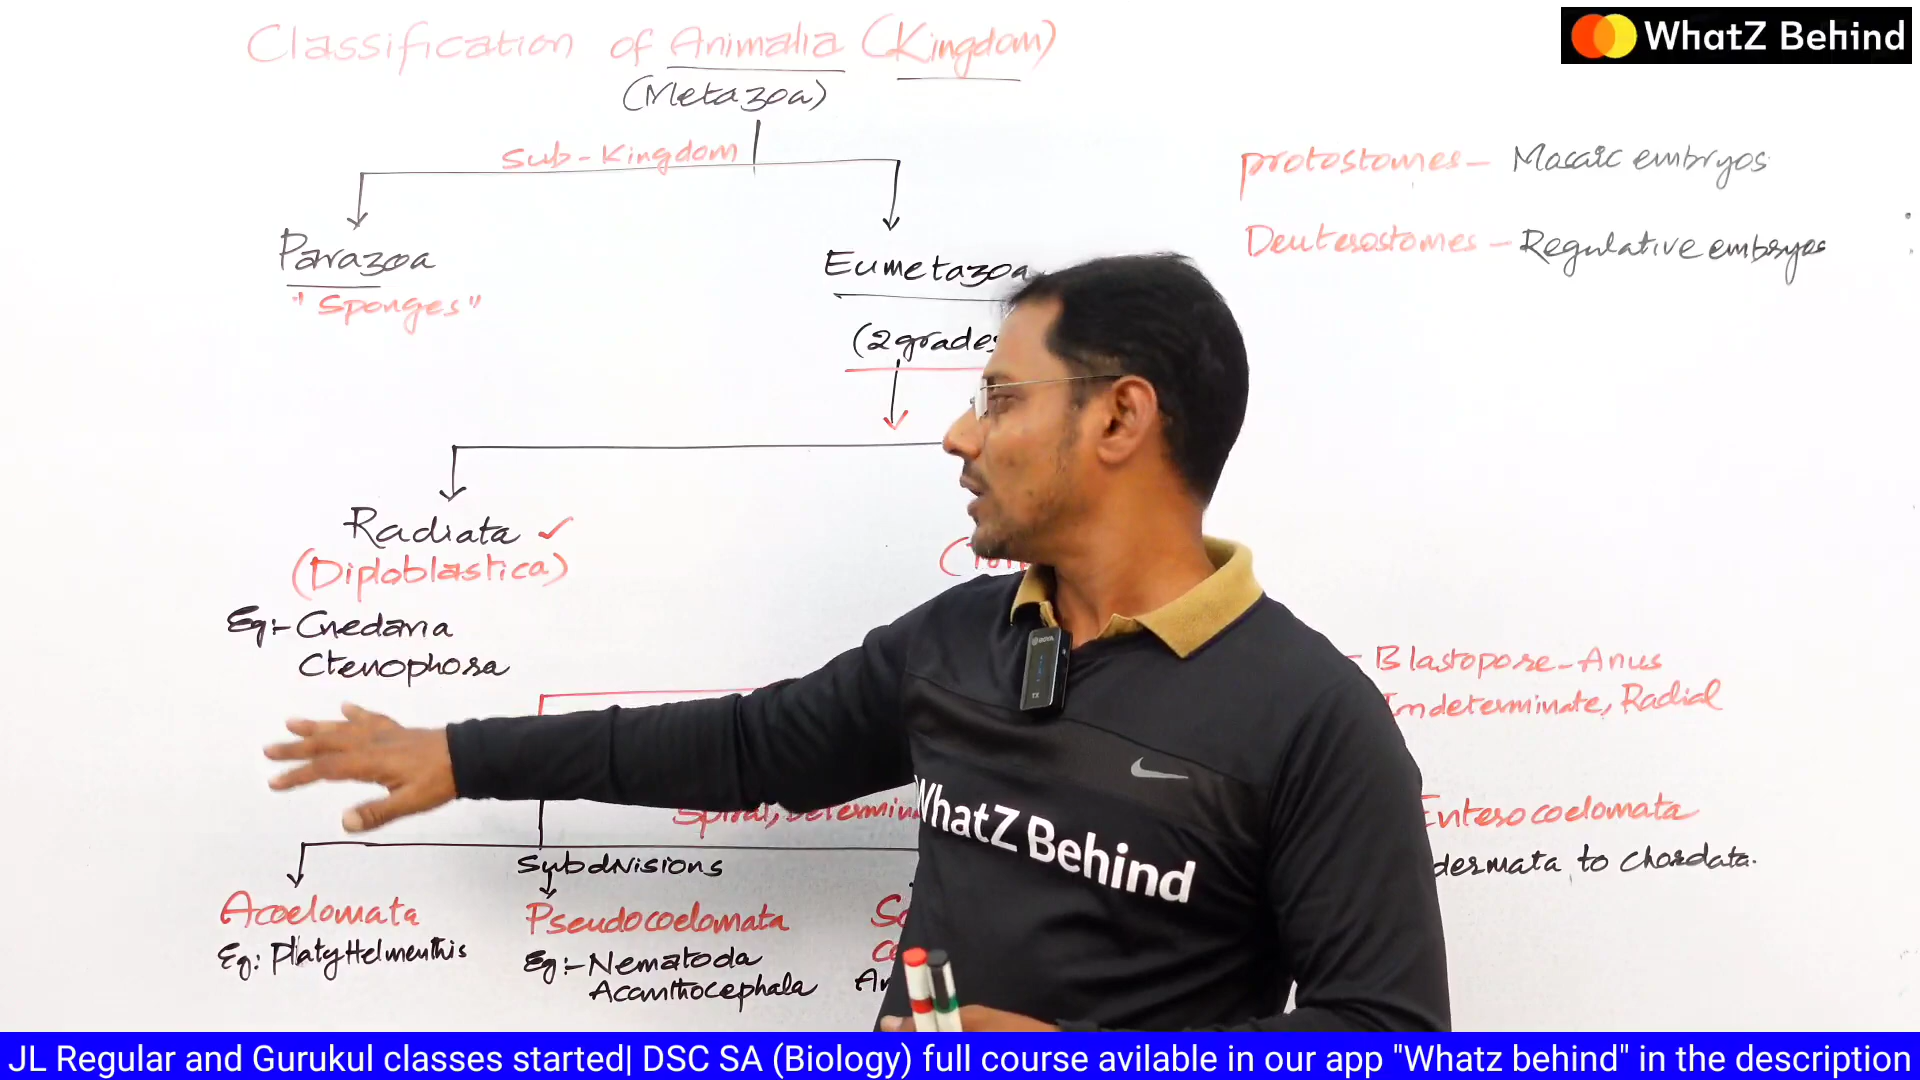 Classification of Animalia (Kingdom)
(Metazoa)
WhatZ Behind
Sub-Kingdom
Parazoa
"Sponges"
Eumetazoa
(2 grades
protostomes - Mosaic embryos
Deuterostomes - Regulative embryos
Radiata ✓
(Diploblastica)
Eg:- Cnedaria
Ctenophora
Blastopore - Anus
Indeterminate, Radial
Spiral, Determin
Enterocoelomata
dermata to Chordata.
Subdivisions
Acoelomata
Eg: PlatyHelmenthis
Pseudocoelomata
Eg:- Nematoda
Acanthocephala
WhatZ Behind
JL Regular and Gurukul classes started| DSC SA (Biology) full course avilable in our app "Whatz behind" in the description